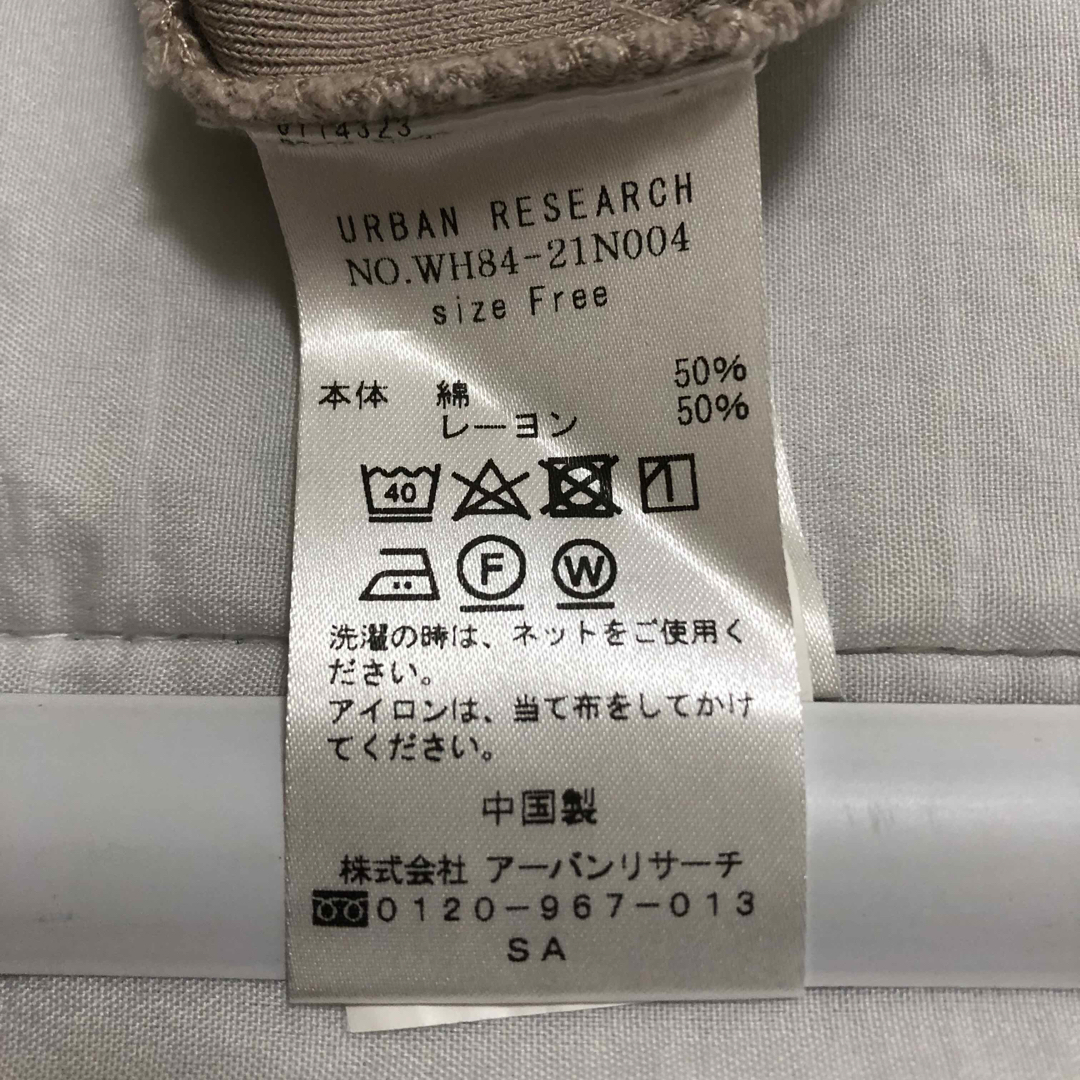 URBAN RESEARCH
NO.WH84-21N004
size Free
本体 綿 50%
レーヨン 50%
40
F W
洗濯の時は、ネットをご使用く
ださい。
アイロンは、当て布をしてかけ
てください。
中国製
株式会社 アーバンリサーチ
0120-967-013
SA